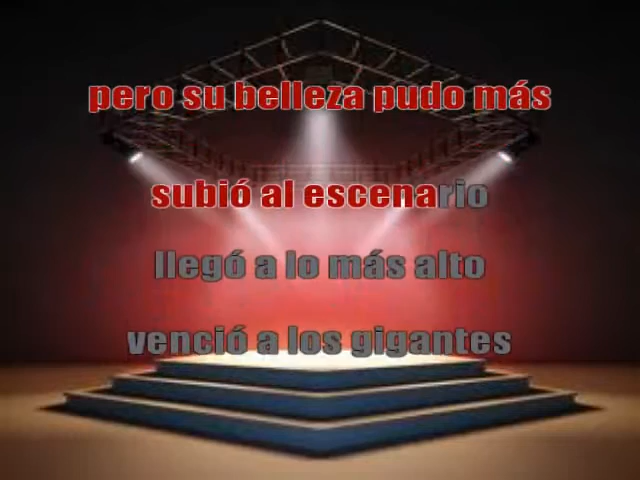 pero su belleza pudo más
subió al escenario
llegó a lo más alto
venció a los gigantes